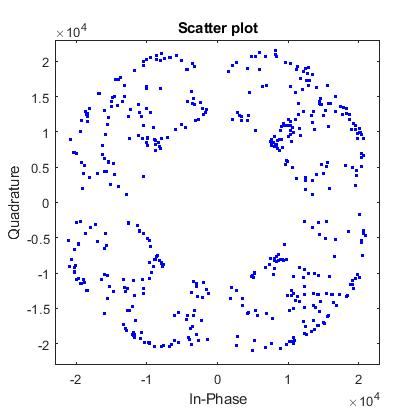 Scatter plot
×10⁴
2
1.5
1
0.5
0
-0.5
-1
-1.5
-2
Quadrature
-2 -1 0 1 2
In-Phase
×10⁴